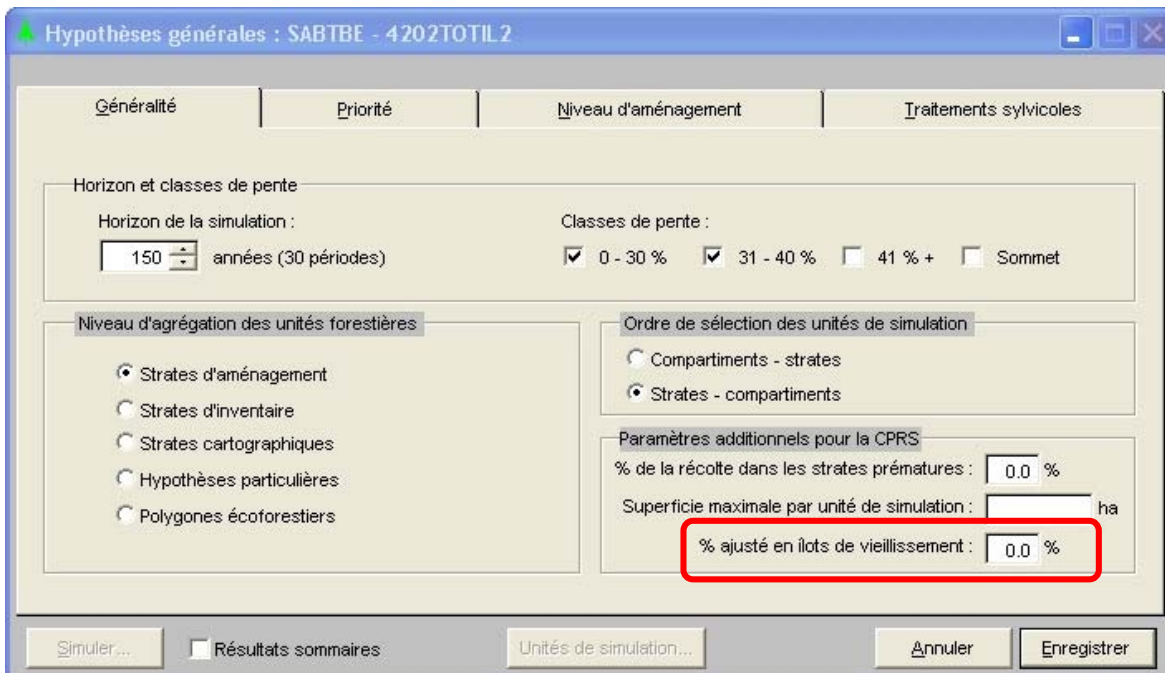 Hypothèses générales : SABTBE - 4202TOTIL2
Généralité
Priorité
Niveau d'aménagement
Traitements sylvicoles
Horizon et classes de pente
Horizon de la simulation :
150 années (30 périodes)
Classes de pente :
0 - 30 % 31 - 40 % 41 % + Sommet
Niveau d'agrégation des unités forestières
Strates d'aménagement
Strates d'inventaire
Strates cartographiques
Hypothèses particulières
Polygones écoforestiers
Ordre de sélection des unités de simulation
Compartiments - strates
Strates - compartiments
Paramètres additionnels pour la CPRS
% de la récolte dans les strates prématures : 0.0 %
Superficie maximale par unité de simulation : ha
% ajusté en îlots de vieillissement : 0.0 %
Simuler...
Résultats sommaires
Unités de simulation...
Annuler
Enregistrer